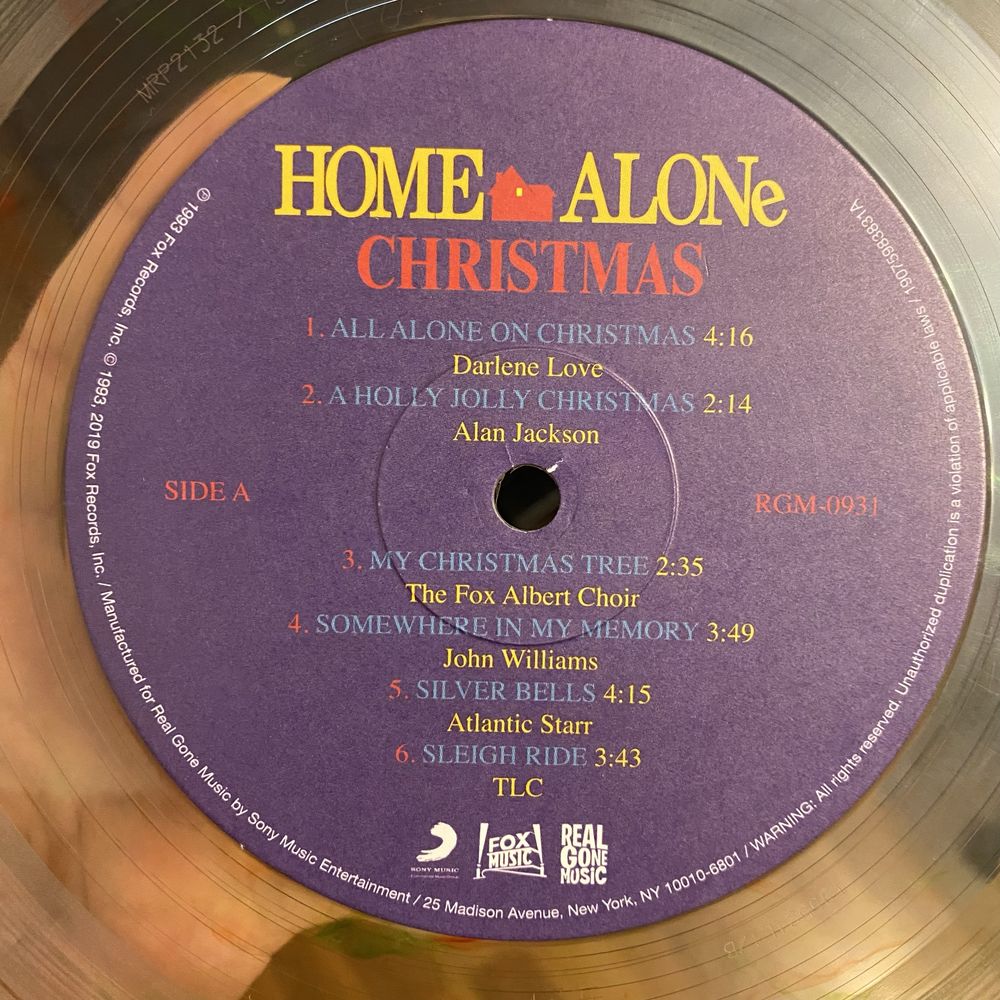 MRP2132
HOME ALONe
CHRISTMAS
1. ALL ALONE ON CHRISTMAS 4:16
Darlene Love
2. A HOLLY JOLLY CHRISTMAS 2:14
Alan Jackson
SIDE A
RGM-0931
3. MY CHRISTMAS TREE 2:35
The Fox Albert Choir
4. SOMEWHERE IN MY MEMORY 3:49
John Williams
5. SILVER BELLS 4:15
Atlantic Starr
6. SLEIGH RIDE 3:43
TLC
SONY MUSIC
FOX MUSIC
REAL GONE MUSIC
℗ 1993 Fox Records, Inc. © 1993, 2019 Fox Records, Inc. / Manufactured for Real Gone Music by Sony Music Entertainment / 25 Madison Avenue, New York, NY 10010-6801 / WARNING: All rights reserved. Unauthorized duplication is a violation of applicable laws / 19075983831A